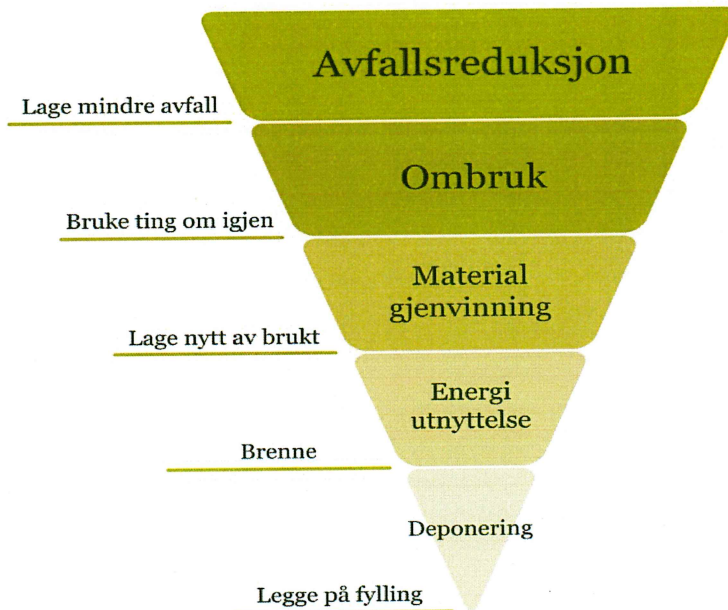 Avfallsreduksjon
Lage mindre avfall
Ombruk
Bruke ting om igjen
Material
gjenvinning
Lage nytt av brukt
Energi
utnyttelse
Brenne
Deponering
Legge på fylling